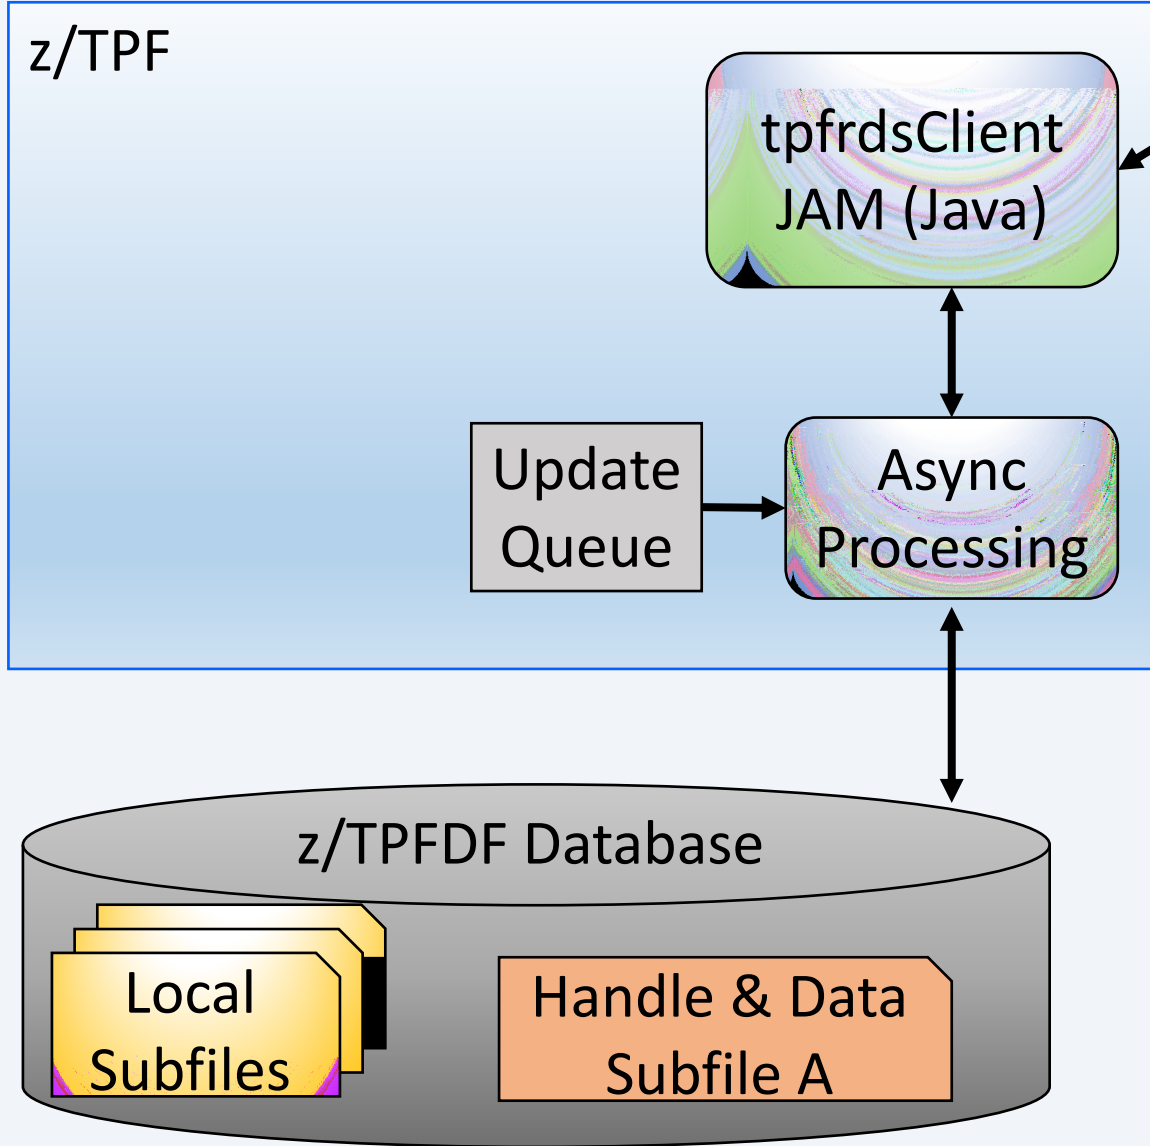 z/TPF
tpfrdsClient
JAM (Java)
Update
Queue
Async
Processing
z/TPFDF Database
Local
Subfiles
Handle & Data
Subfile A